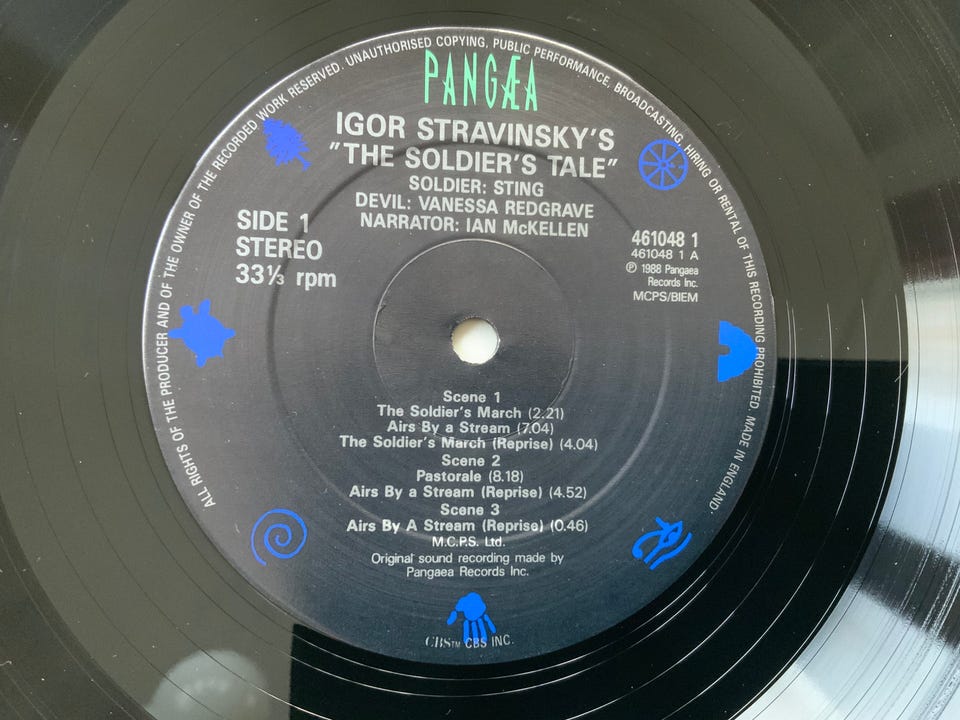 ALL RIGHTS OF THE PRODUCER AND OF THE OWNER OF THE RECORDED WORK RESERVED. UNAUTHORISED COPYING, PUBLIC PERFORMANCE, BROADCASTING, HIRING OR RENTAL OF THIS RECORDING PROHIBITED. MADE IN ENGLAND.
PANGÆA
IGOR STRAVINSKY'S
"THE SOLDIER'S TALE"
SOLDIER: STING
DEVIL: VANESSA REDGRAVE
NARRATOR: IAN McKELLEN
SIDE 1
STEREO
33⅓ rpm
461048 1
461048 1 A
℗ 1988 Pangaea
Records Inc.
MCPS/BIEM
Scene 1
The Soldier's March (2.21)
Airs By a Stream (7.04)
The Soldier's March (Reprise) (4.04)
Scene 2
Pastorale (8.18)
Airs By a Stream (Reprise) (4.52)
Scene 3
Airs By A Stream (Reprise) (0.46)
M.C.P.S. Ltd.
Original sound recording made by
Pangaea Records Inc.
CBS™ CBS INC.